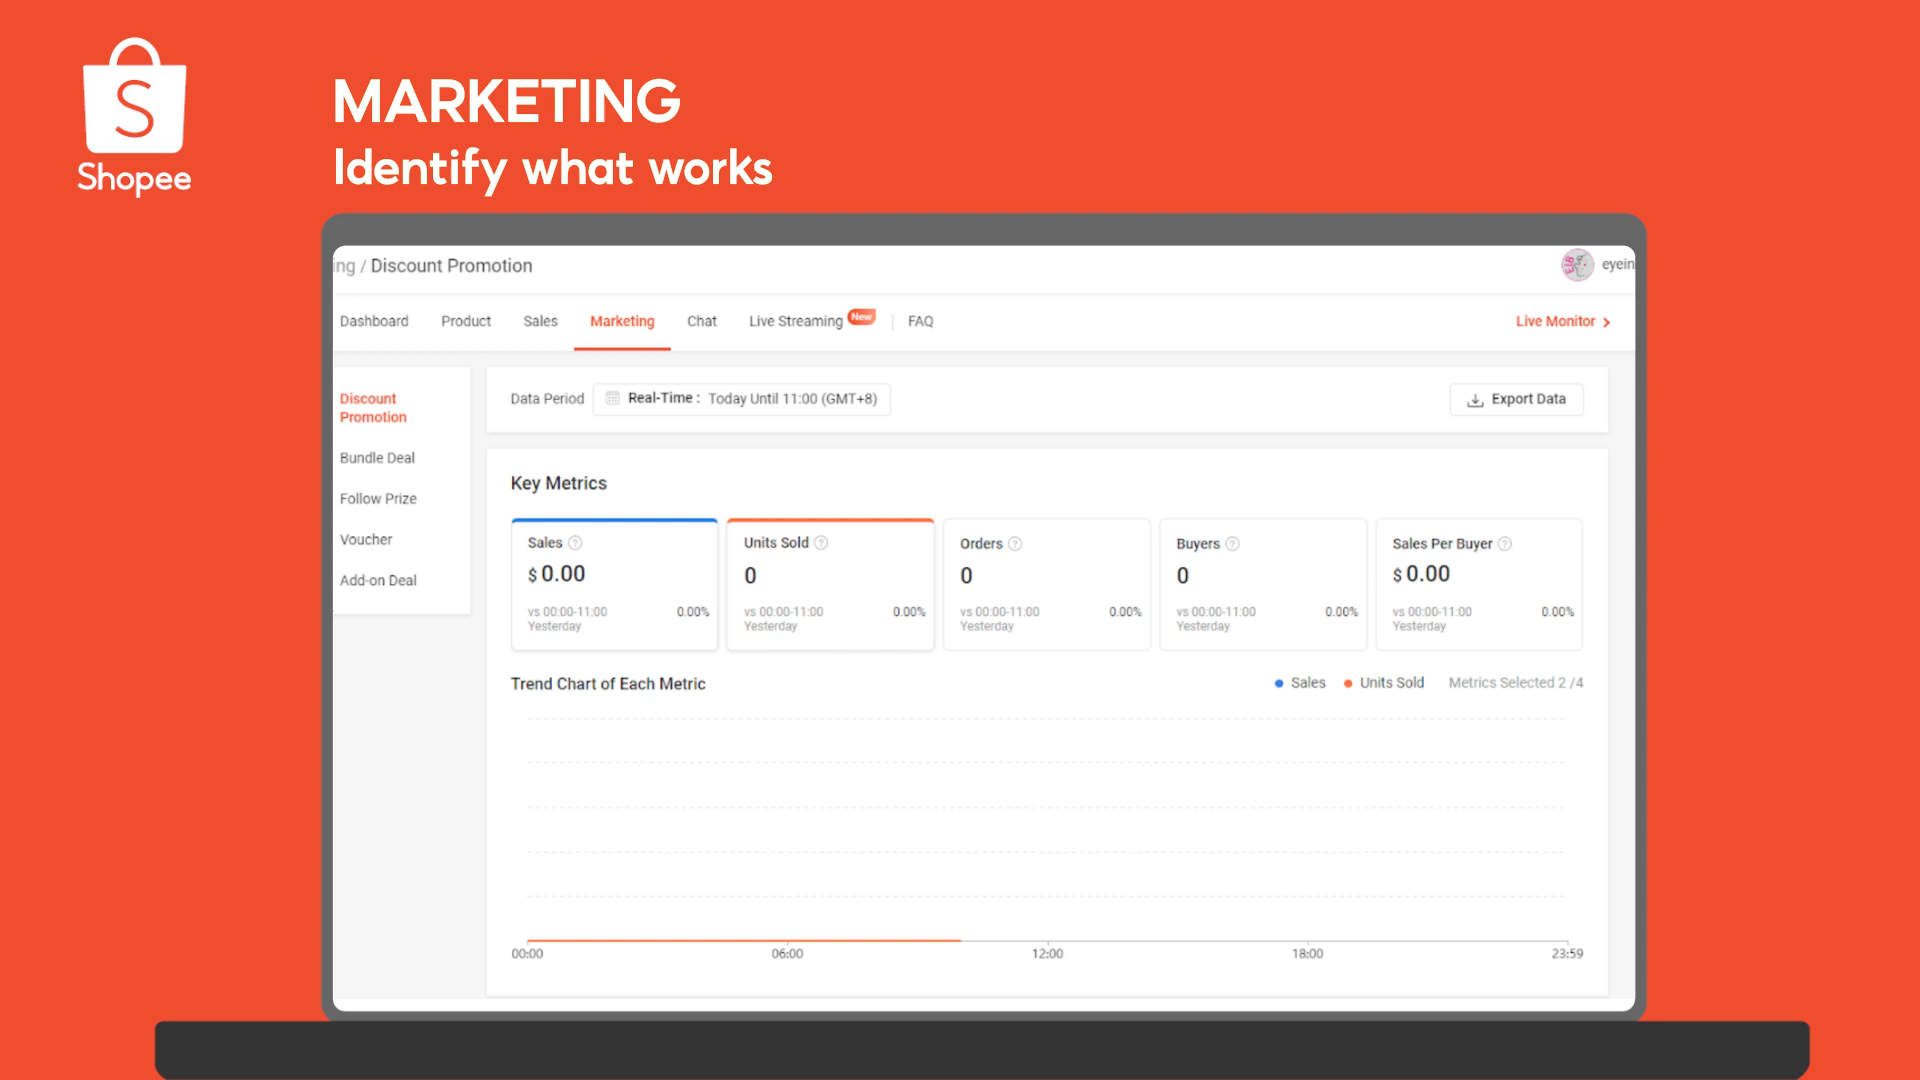 S
Shopee
MARKETING
Identify what works
ing / Discount Promotion
eyein
Dashboard Product Sales Marketing Chat Live Streaming New FAQ
Live Monitor >
Discount
Promotion
Bundle Deal
Follow Prize
Voucher
Add-on Deal
Data Period Real-Time : Today Until 11:00 (GMT+8)
Export Data
Key Metrics
Sales ?
$ 0.00
vs 00:00-11:00 0.00%
Yesterday
Units Sold ?
0
vs 00:00-11:00 0.00%
Yesterday
Orders ?
0
vs 00:00-11:00 0.00%
Yesterday
Buyers ?
0
vs 00:00-11:00 0.00%
Yesterday
Sales Per Buyer ?
$ 0.00
vs 00:00-11:00 0.00%
Yesterday
Trend Chart of Each Metric
Sales Units Sold Metrics Selected 2 /4
00:00 06:00 12:00 18:00 23:59